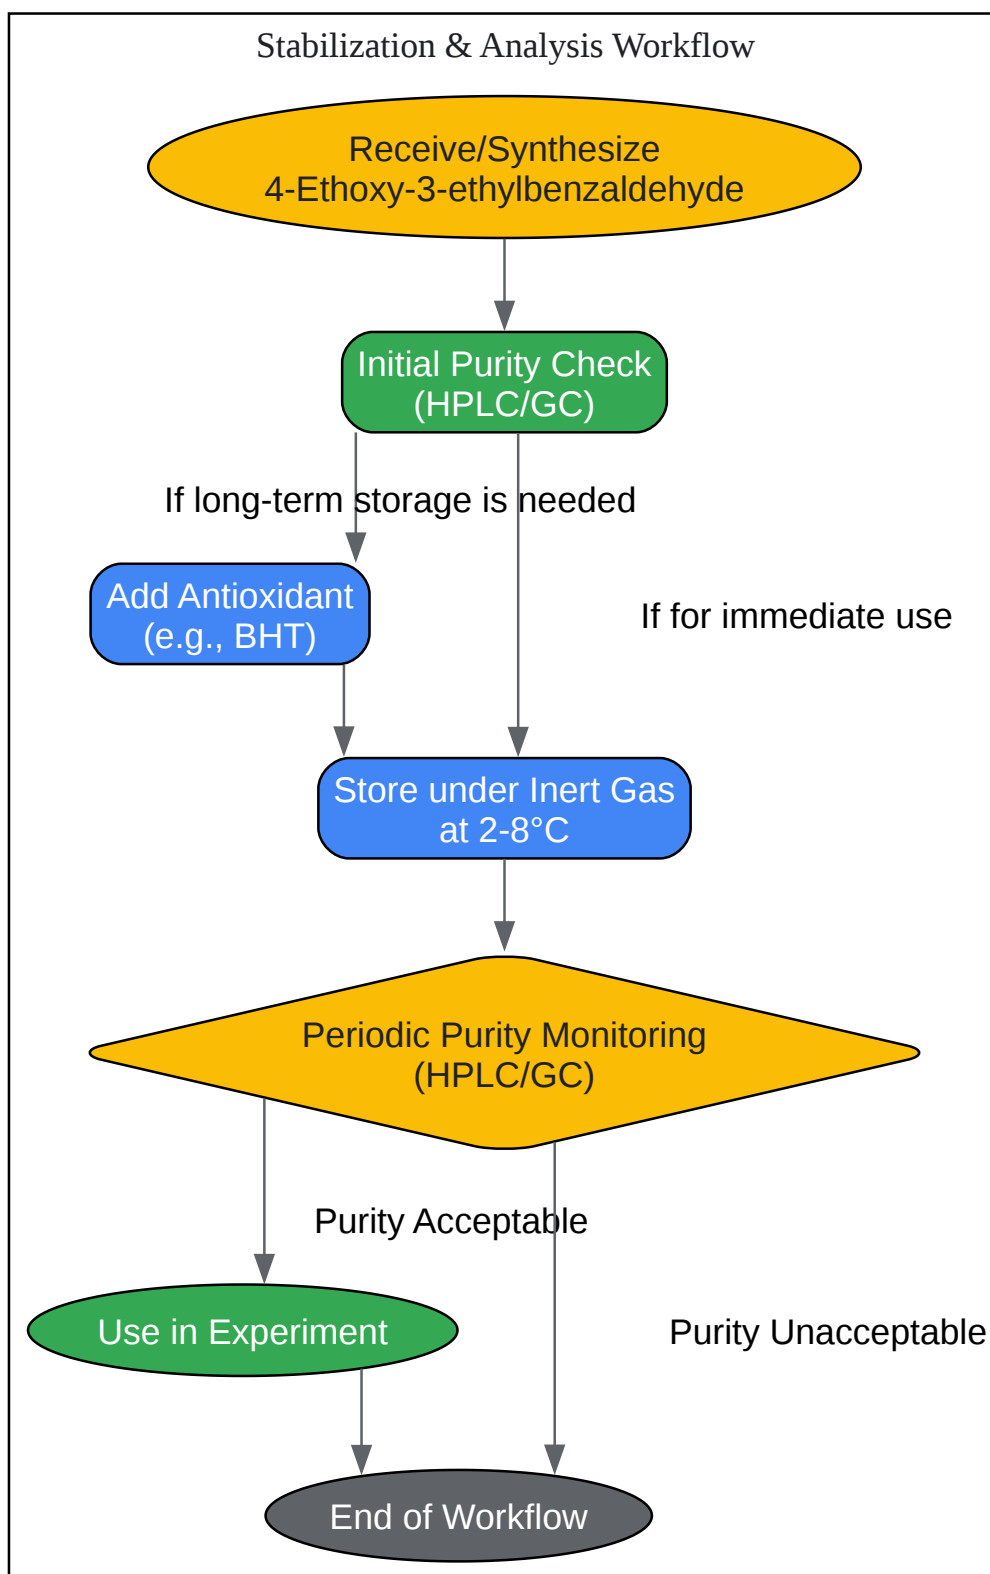 Stabilization & Analysis Workflow
Receive/Synthesize
4-Ethoxy-3-ethylbenzaldehyde
Initial Purity Check
(HPLC/GC)
If long-term storage is needed
Add Antioxidant
(e.g., BHT)
If for immediate use
Store under Inert Gas
at 2-8°C
Periodic Purity Monitoring
(HPLC/GC)
Purity Acceptable
Use in Experiment
Purity Unacceptable
End of Workflow